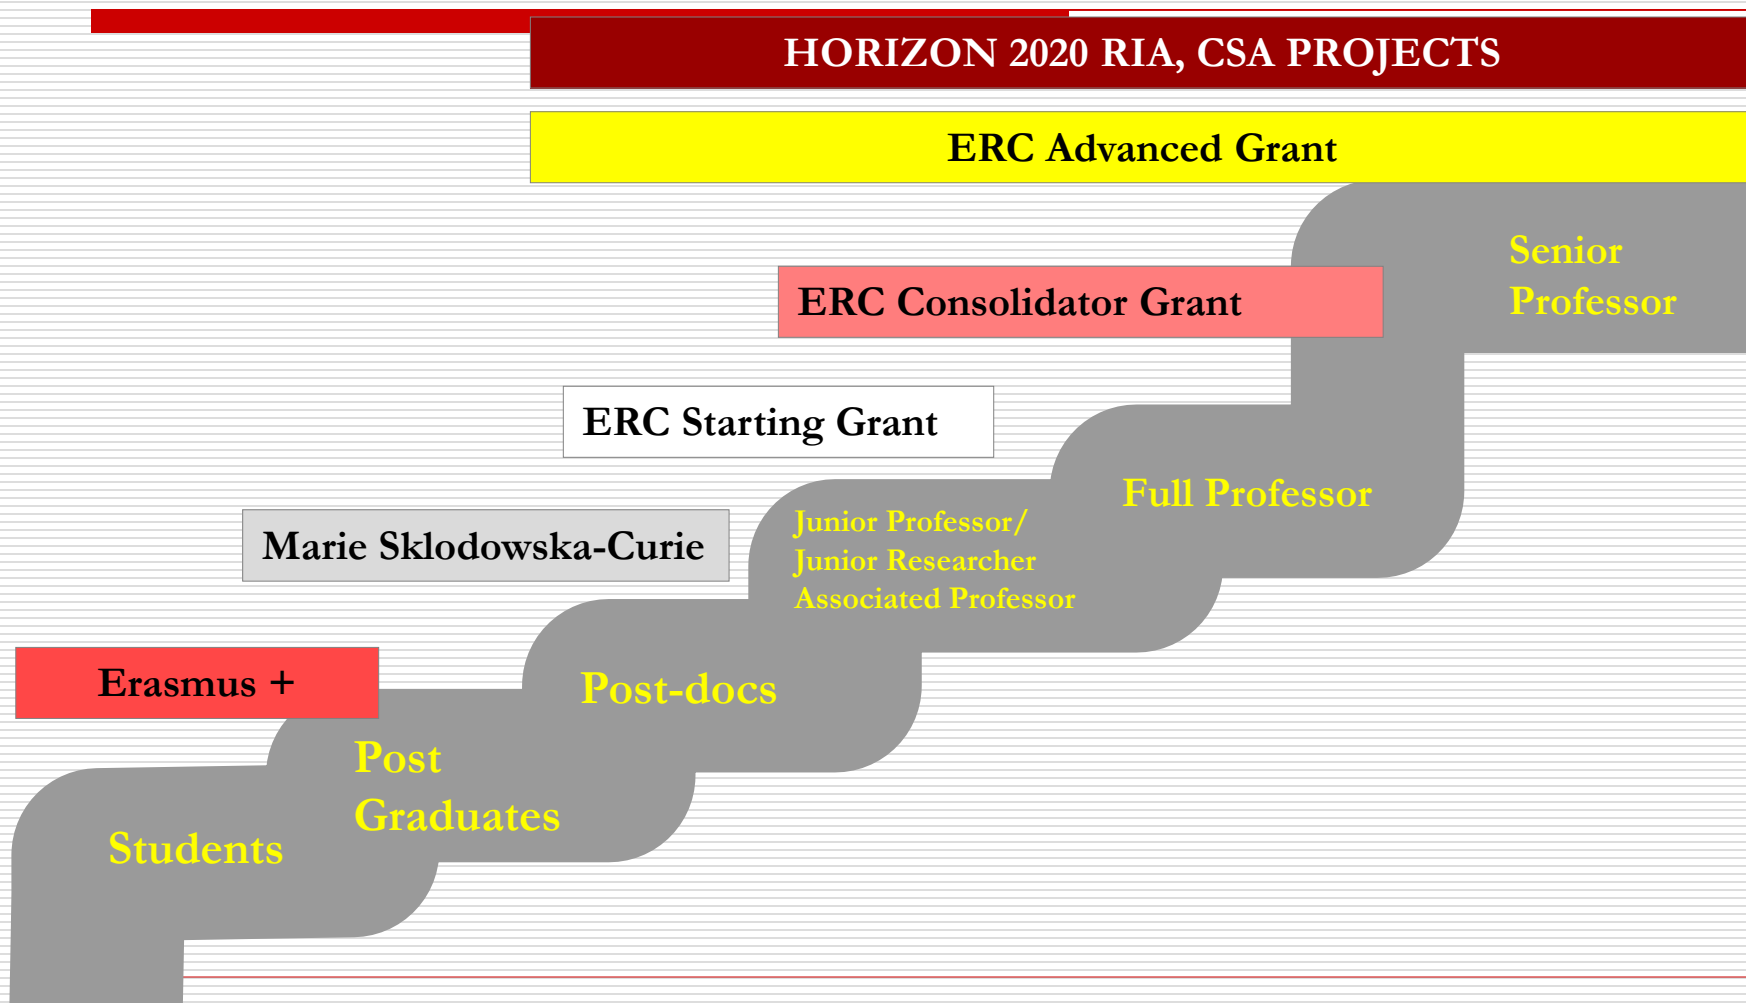 HORIZON 2020 RIA, CSA PROJECTS
ERC Advanced Grant
Senior
Professor
ERC Consolidator Grant
ERC Starting Grant
Full Professor
Junior Professor/
Junior Researcher
Associated Professor
Marie Sklodowska-Curie
Erasmus +
Post-docs
Post
Graduates
Students